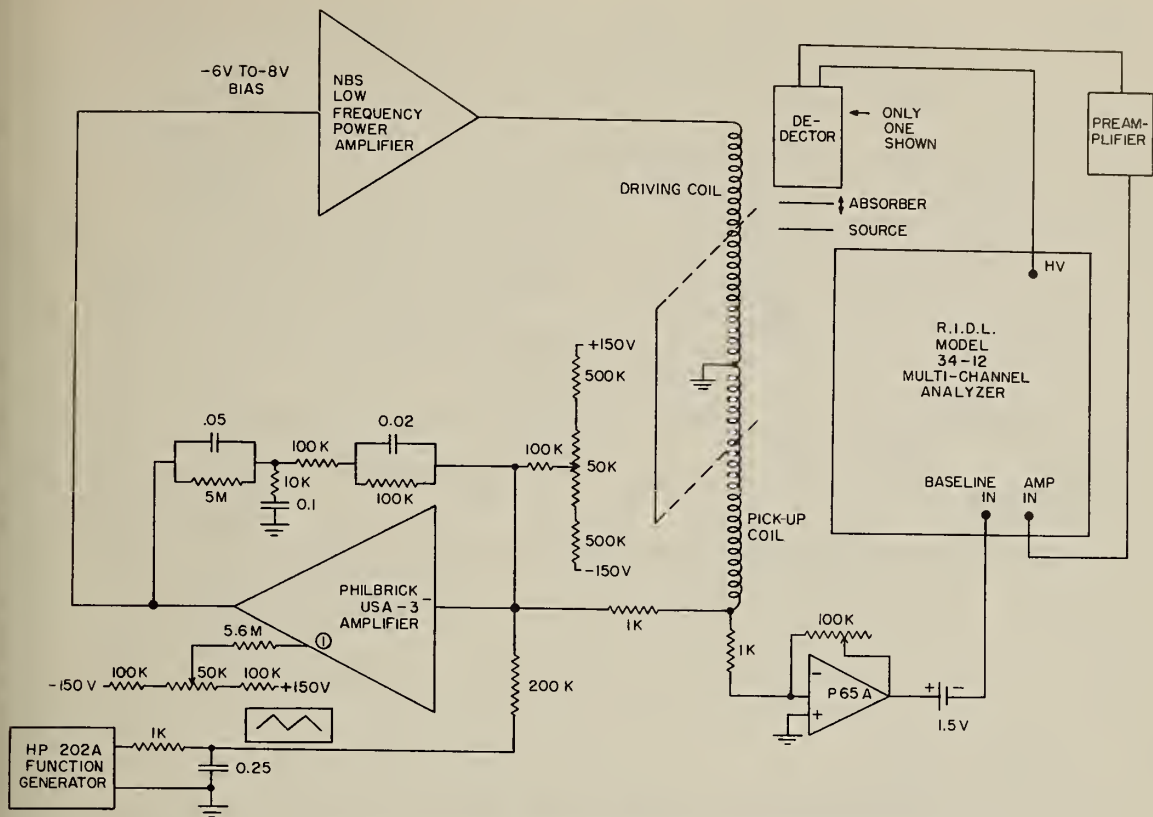 -6V TO-8V
BIAS
NBS
LOW
FREQUENCY
POWER
AMPLIFIER
DE-
DECTOR
ONLY
ONE
SHOWN
PREAM-
PLIFIER
DRIVING COIL
ABSORBER
SOURCE
HV
R.I.D.L.
MODEL
34-12
MULTI-CHANNEL
ANALYZER
BASELINE
IN
AMP
IN
+150V
500K
.05
100K
0.02
100K
50K
5M
10K
0.1
100K
500K
-150V
PICK-UP
COIL
PHILBRICK
USA-3
AMPLIFIER
-
1K
1K
100K
5.6M
1
-150V
100K
50K
100K
+150V
200K
-
+
P65A
+
-
1.5V
HP 202A
FUNCTION
GENERATOR
1K
0.25